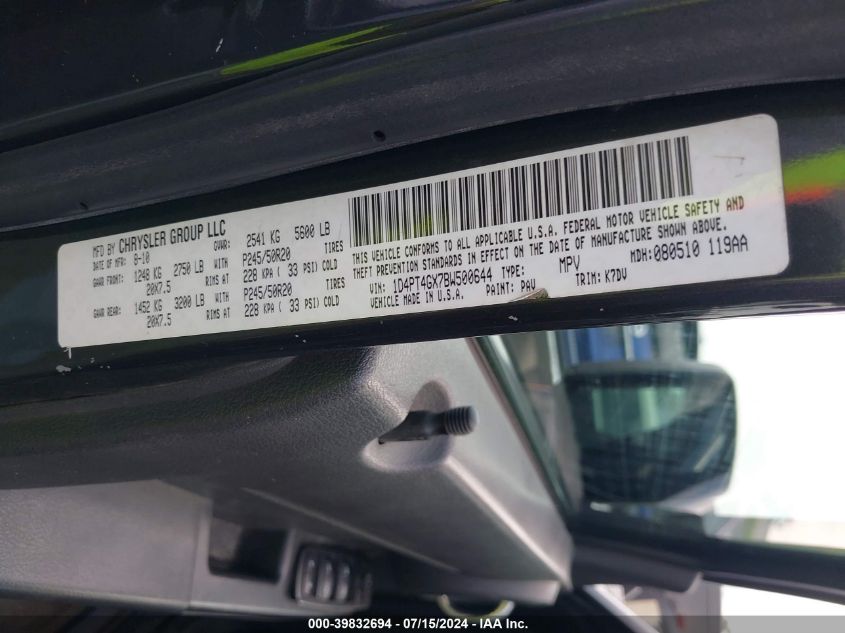 MFD BY CHRYSLER GROUP LLC
DATE OF MFR: 8-10 GVWR: 2541 KG 5600 LB
GAWR FRONT: 1248 KG 2750 LB WITH P245/50R20 TIRES
20X7.5 RIMS AT 228 KPA ( 33 PSI) COLD
GAWR REAR: 1452 KG 3200 LB WITH P245/50R20 TIRES
20X7.5 RIMS AT 228 KPA ( 33 PSI) COLD
THIS VEHICLE CONFORMS TO ALL APPLICABLE U.S.A. FEDERAL MOTOR VEHICLE SAFETY AND
THEFT PREVENTION STANDARDS IN EFFECT ON THE DATE OF MANUFACTURE SHOWN ABOVE.
VIN: 1D4PT4GX7BW500644 TYPE: MPV MDH: 080510 119AA
VEHICLE MADE IN U.S.A. PAINT: PAV TRIM: K7DV
000-39832694 - 07/15/2024 - IAA Inc.